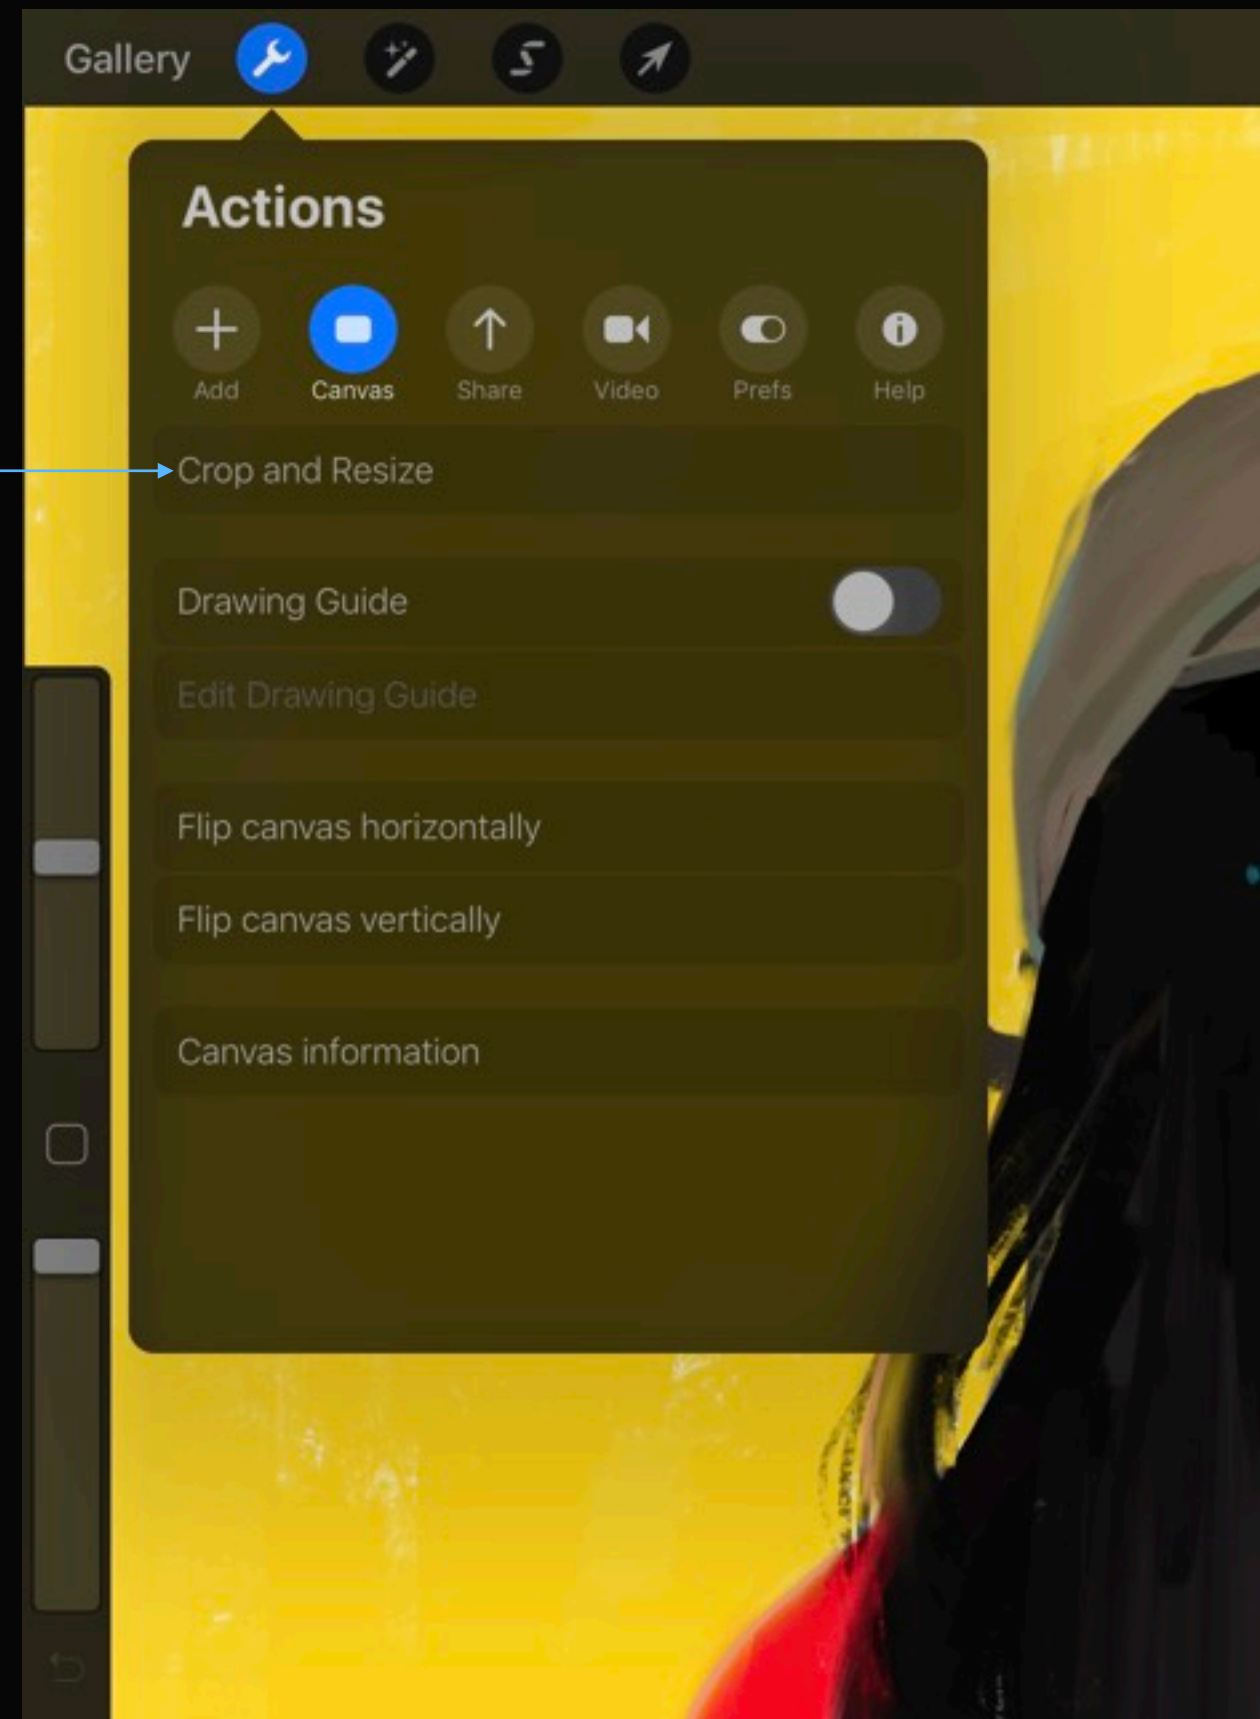 Gallery
Actions
Add Canvas Share Video Prefs Help
Crop and Resize
Drawing Guide
Edit Drawing Guide
Flip canvas horizontally
Flip canvas vertically
Canvas information